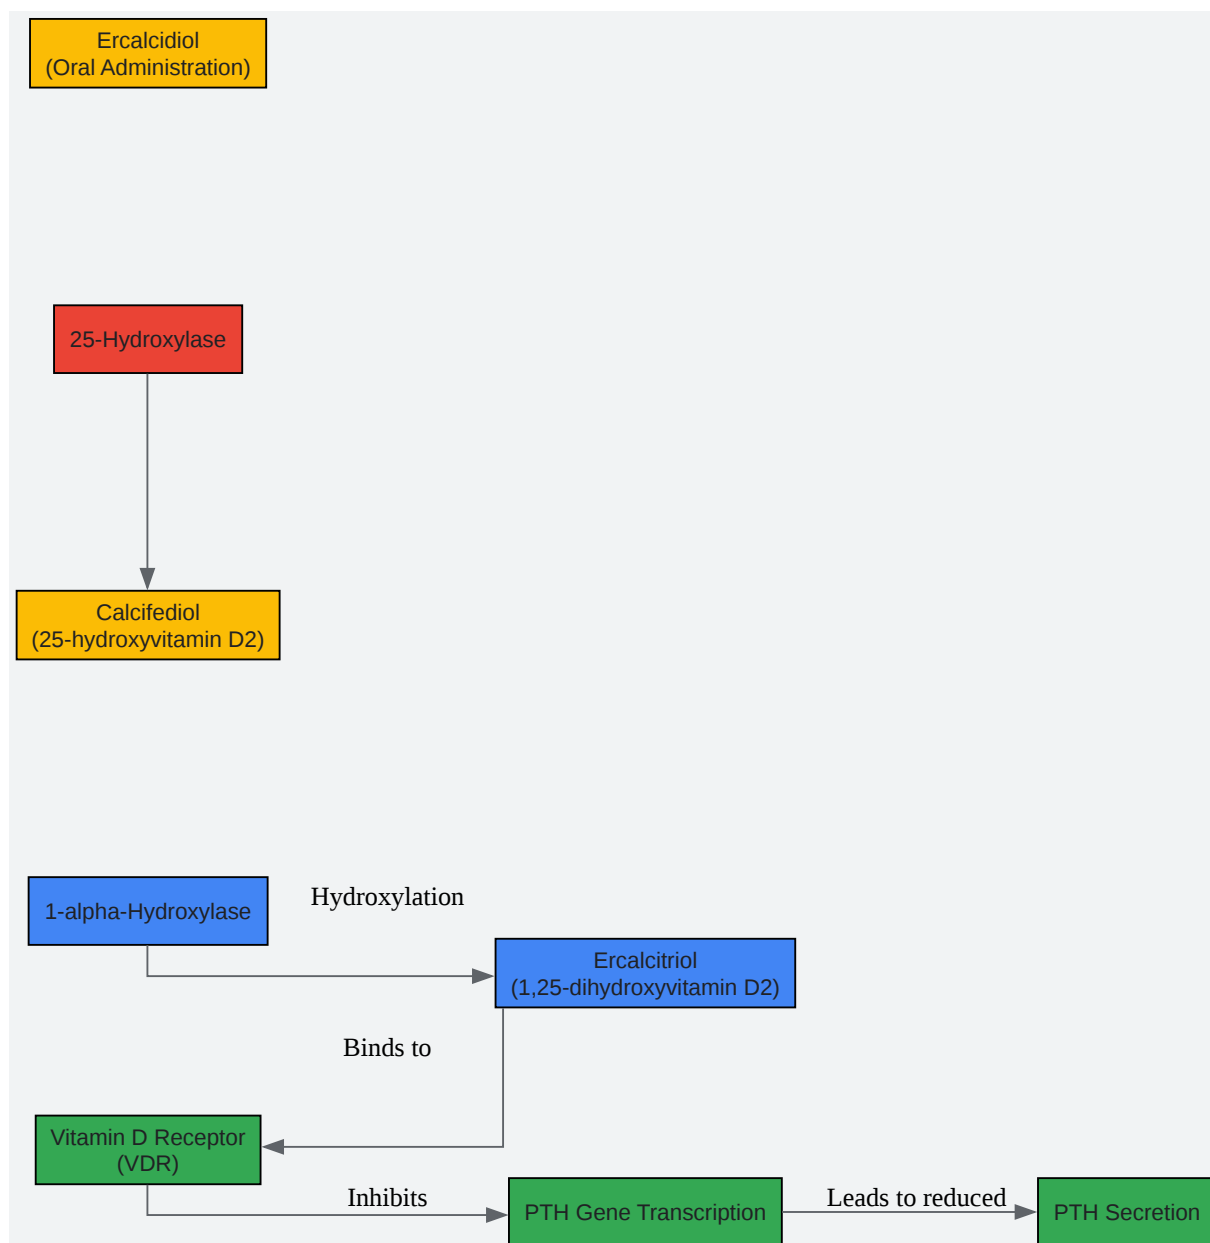 Ercalcidiol
(Oral Administration)
25-Hydroxylase
Calcifediol
(25-hydroxyvitamin D2)
1-alpha-Hydroxylase
Hydroxylation
Ercalcitriol
(1,25-dihydroxyvitamin D2)
Binds to
Vitamin D Receptor
(VDR)
Inhibits
PTH Gene Transcription
Leads to reduced
PTH Secretion